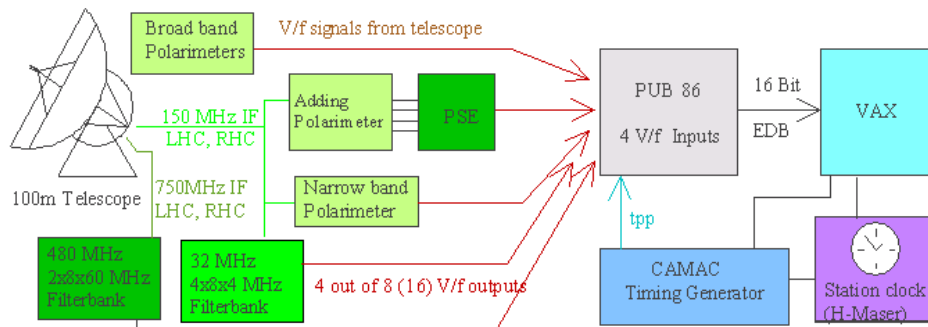 Broad band
Polarimeters
V/f signals from telescope
150 MHz IF
LHC, RHC
Adding
Polarimeter
PSE
PUB 86
4 V/f Inputs
16 Bit
EDB
VAX
100m Telescope
750MHz IF
LHC, RHC
Narrow band
Polarimeter
tpp
480 MHz
2x8x60 MHz
Filterbank
32 MHz
4x8x4 MHz
Filterbank
4 out of 8 (16) V/f outputs
CAMAC
Timing Generator
Station clock
(H-Maser)